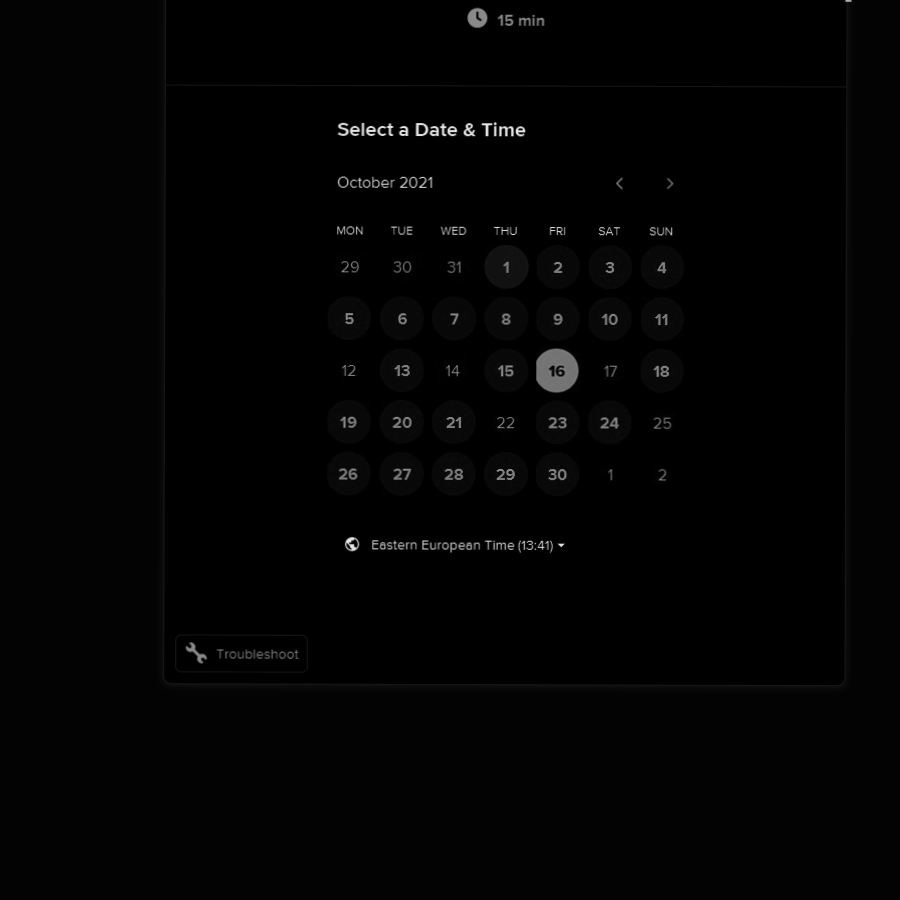 15 min
Select a Date & Time
October 2021
MON TUE WED THU FRI SAT SUN
29 30 31 1 2 3 4
5 6 7 8 9 10 11
12 13 14 15 16 17 18
19 20 21 22 23 24 25
26 27 28 29 30 1 2
Eastern European Time (13:41)
Troubleshoot